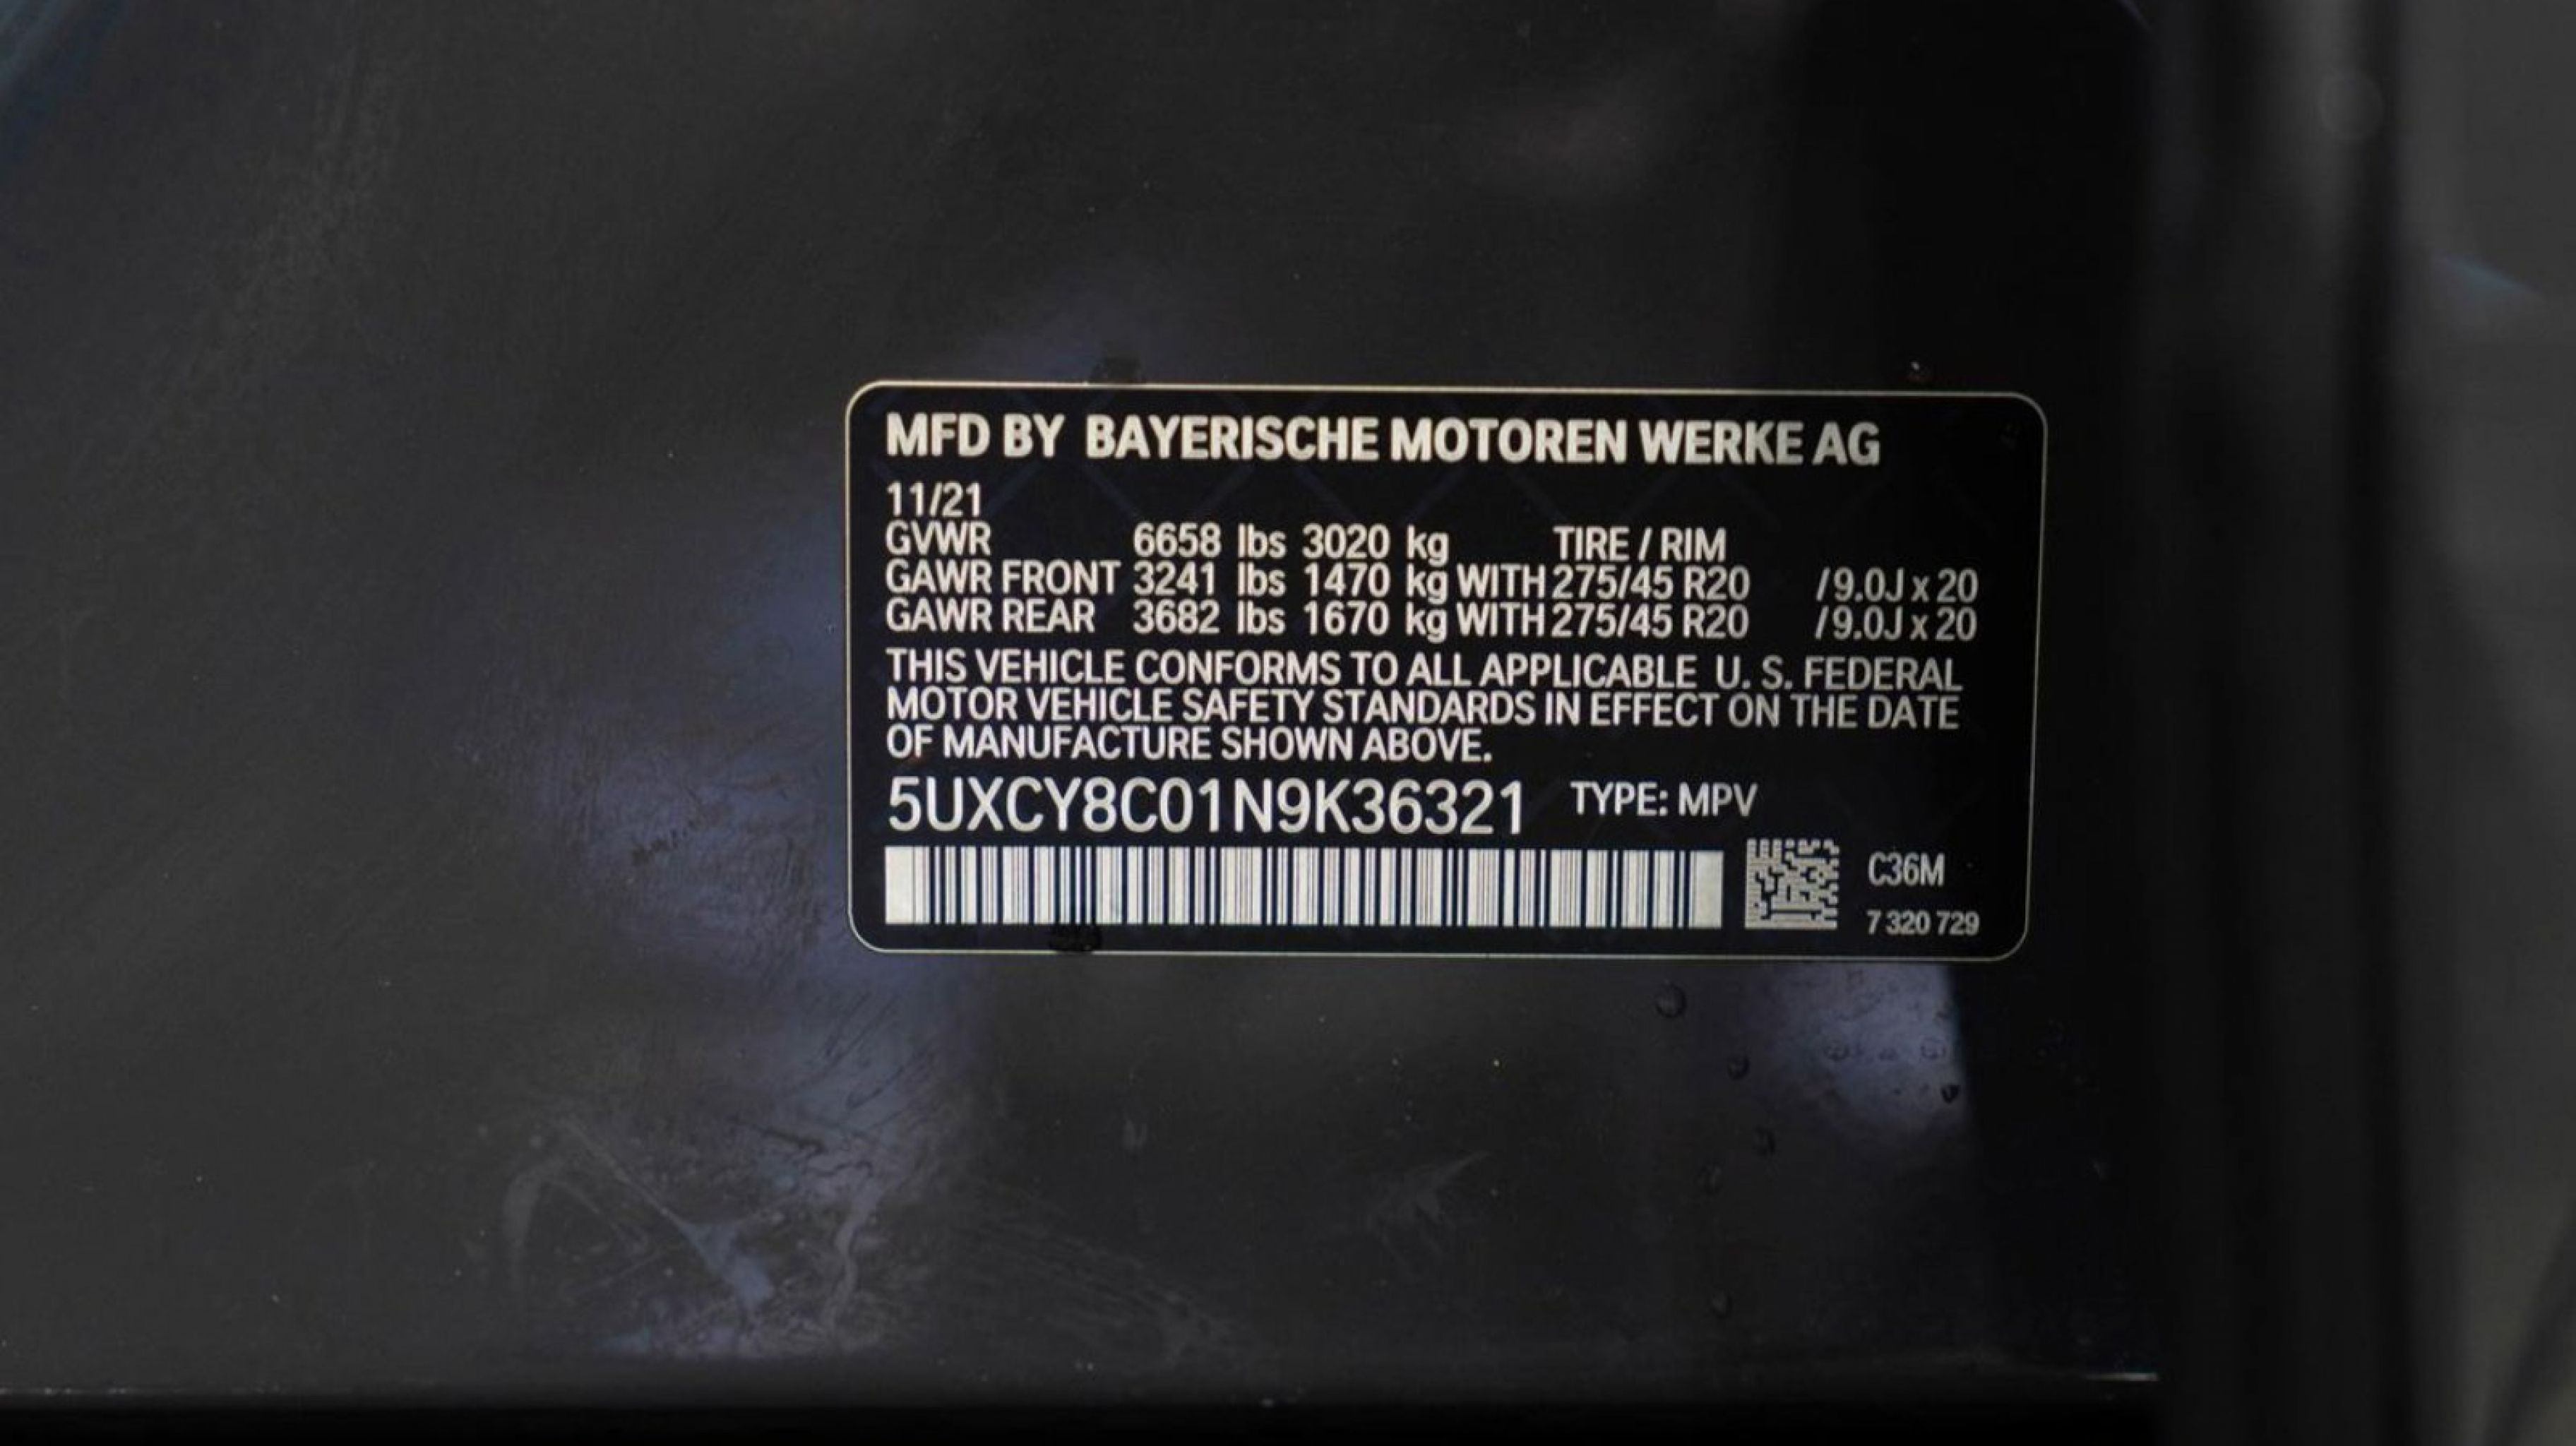 MFD BY BAYERISCHE MOTOREN WERKE AG
11/21
GVWR 6658 lbs 3020 kg TIRE / RIM
GAWR FRONT 3241 lbs 1470 kg WITH 275/45 R20 / 9.0J x 20
GAWR REAR 3682 lbs 1670 kg WITH 275/45 R20 / 9.0J x 20
THIS VEHICLE CONFORMS TO ALL APPLICABLE U. S. FEDERAL
MOTOR VEHICLE SAFETY STANDARDS IN EFFECT ON THE DATE
OF MANUFACTURE SHOWN ABOVE.
5UXCY8C01N9K36321 TYPE: MPV
C36M
7 320 729